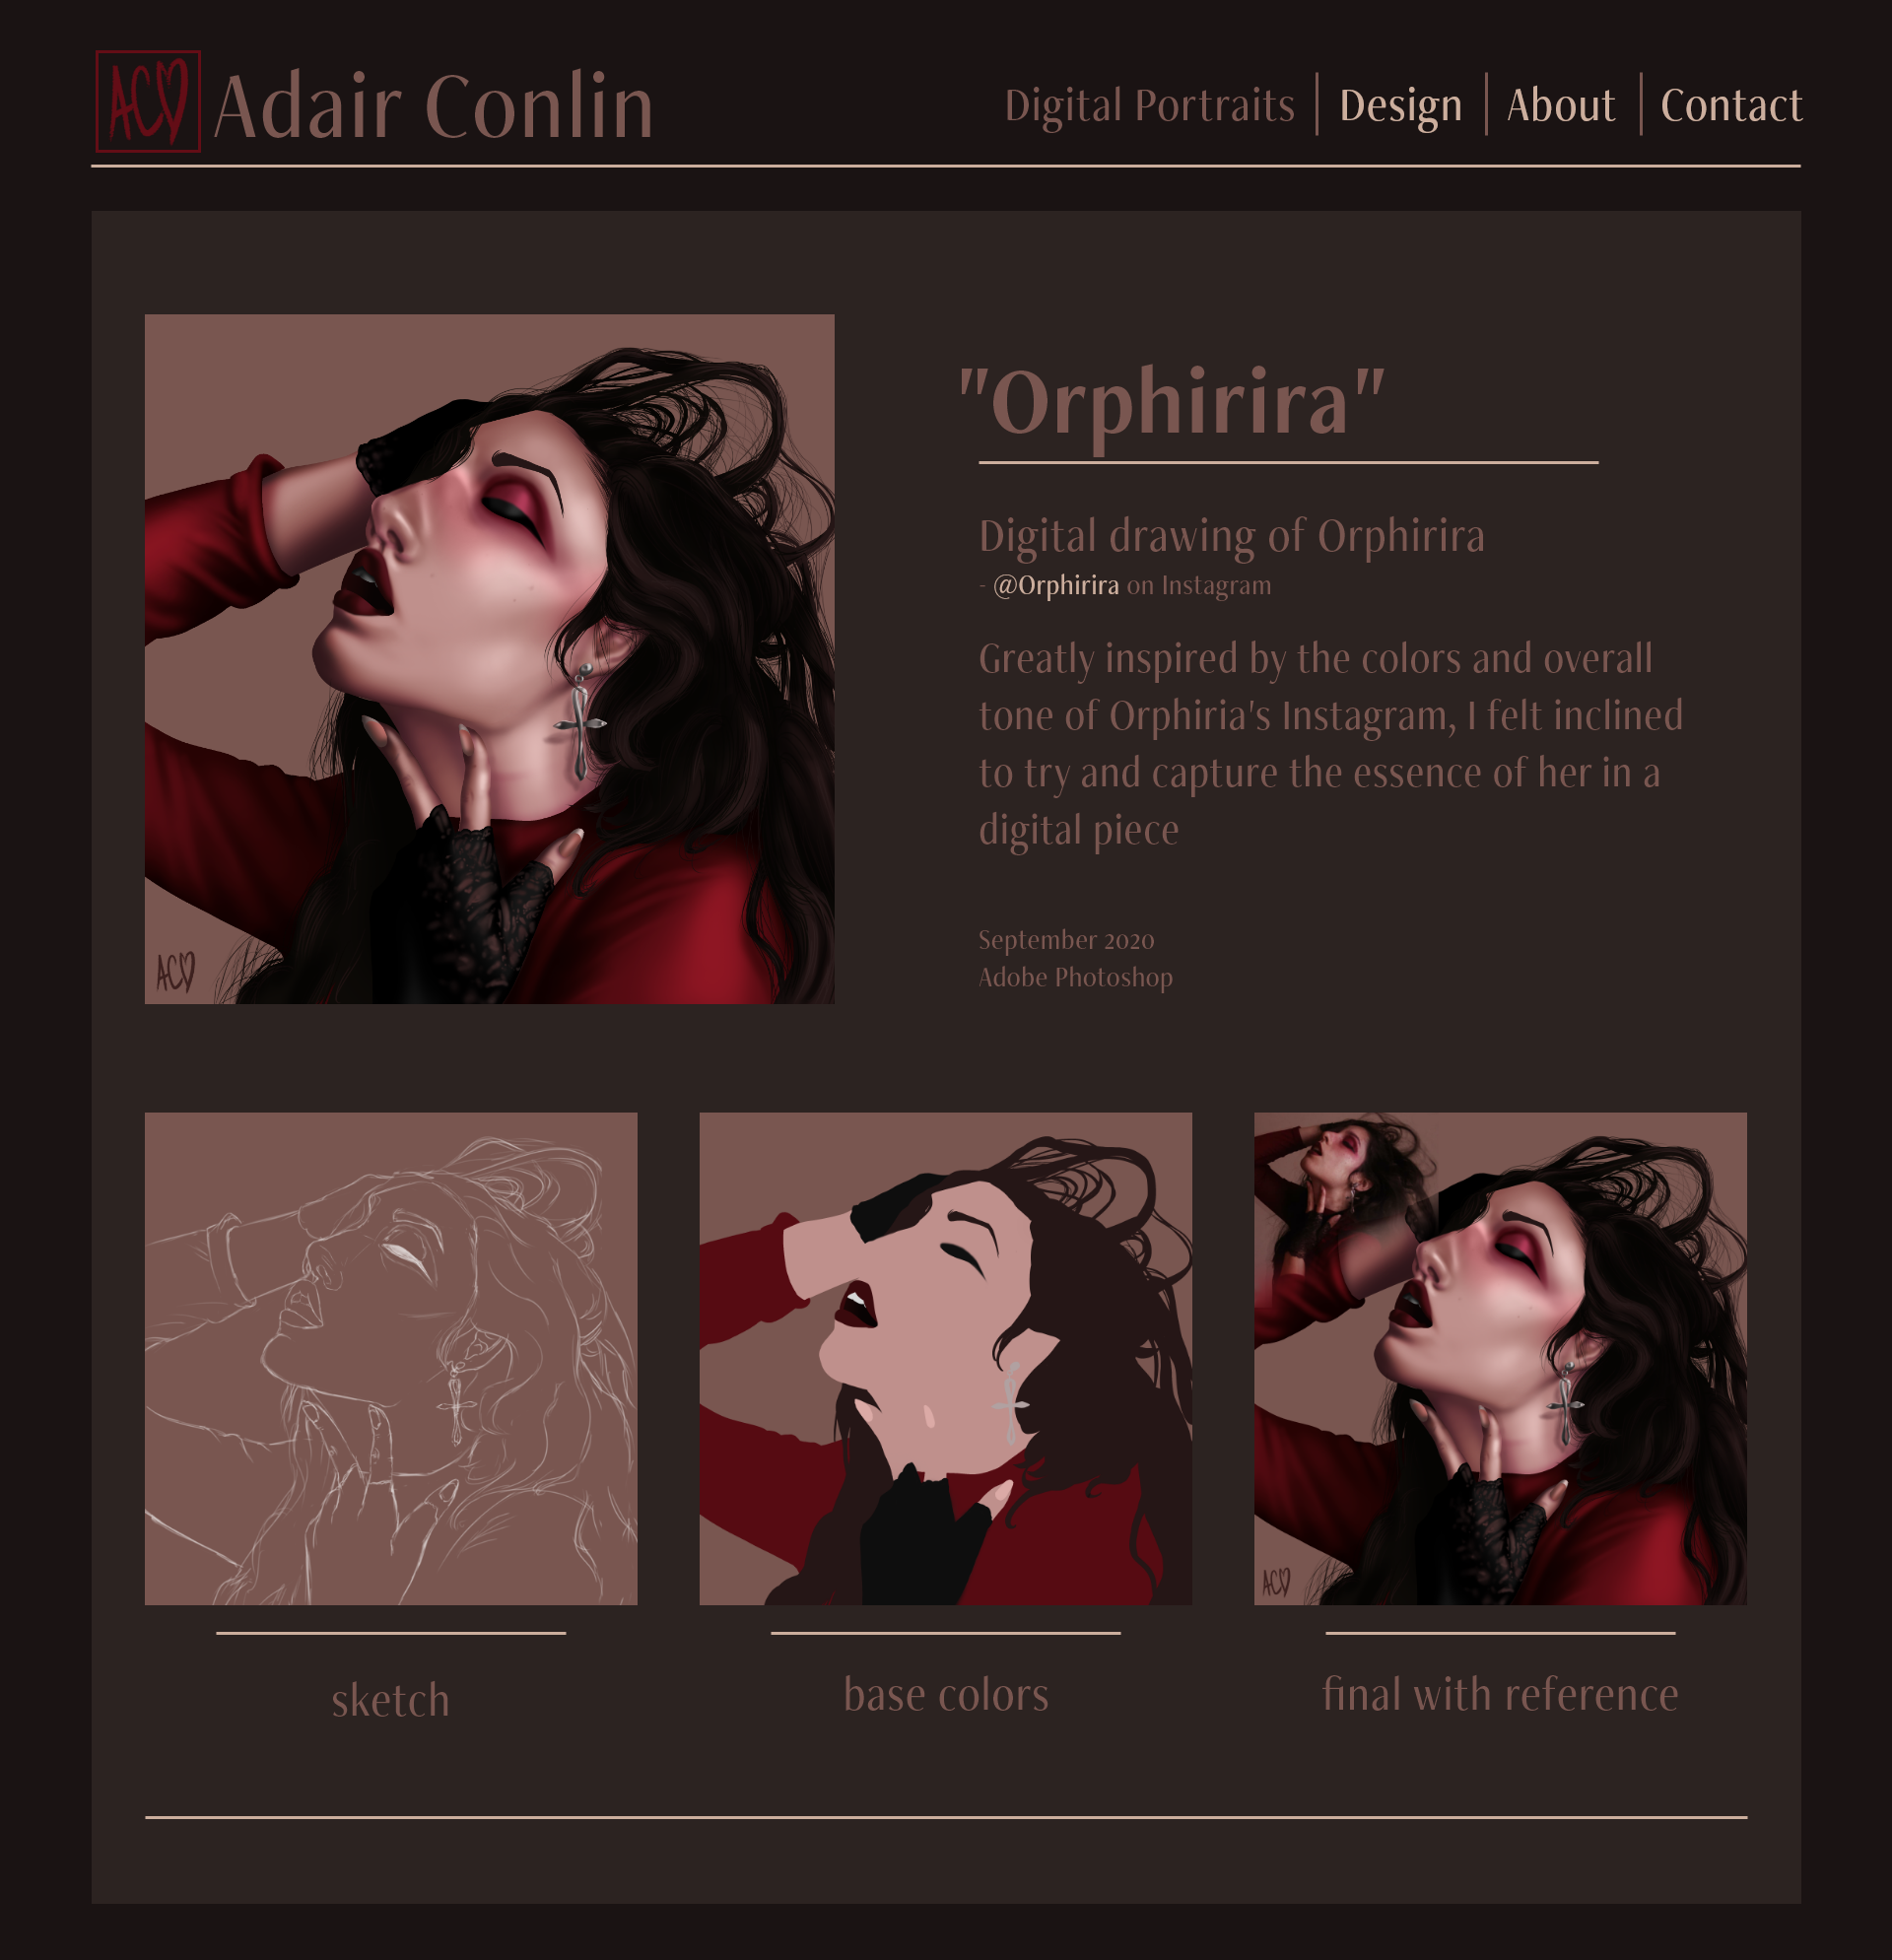 AC♡ Adair Conlin
Digital Portraits | Design | About | Contact
"Orphirira"
Digital drawing of Orphirira
- @Orphirira on Instagram
Greatly inspired by the colors and overall
tone of Orphiria's Instagram, I felt inclined
to try and capture the essence of her in a
digital piece
September 2020
Adobe Photoshop
AC♡
AC♡
sketch
base colors
final with reference